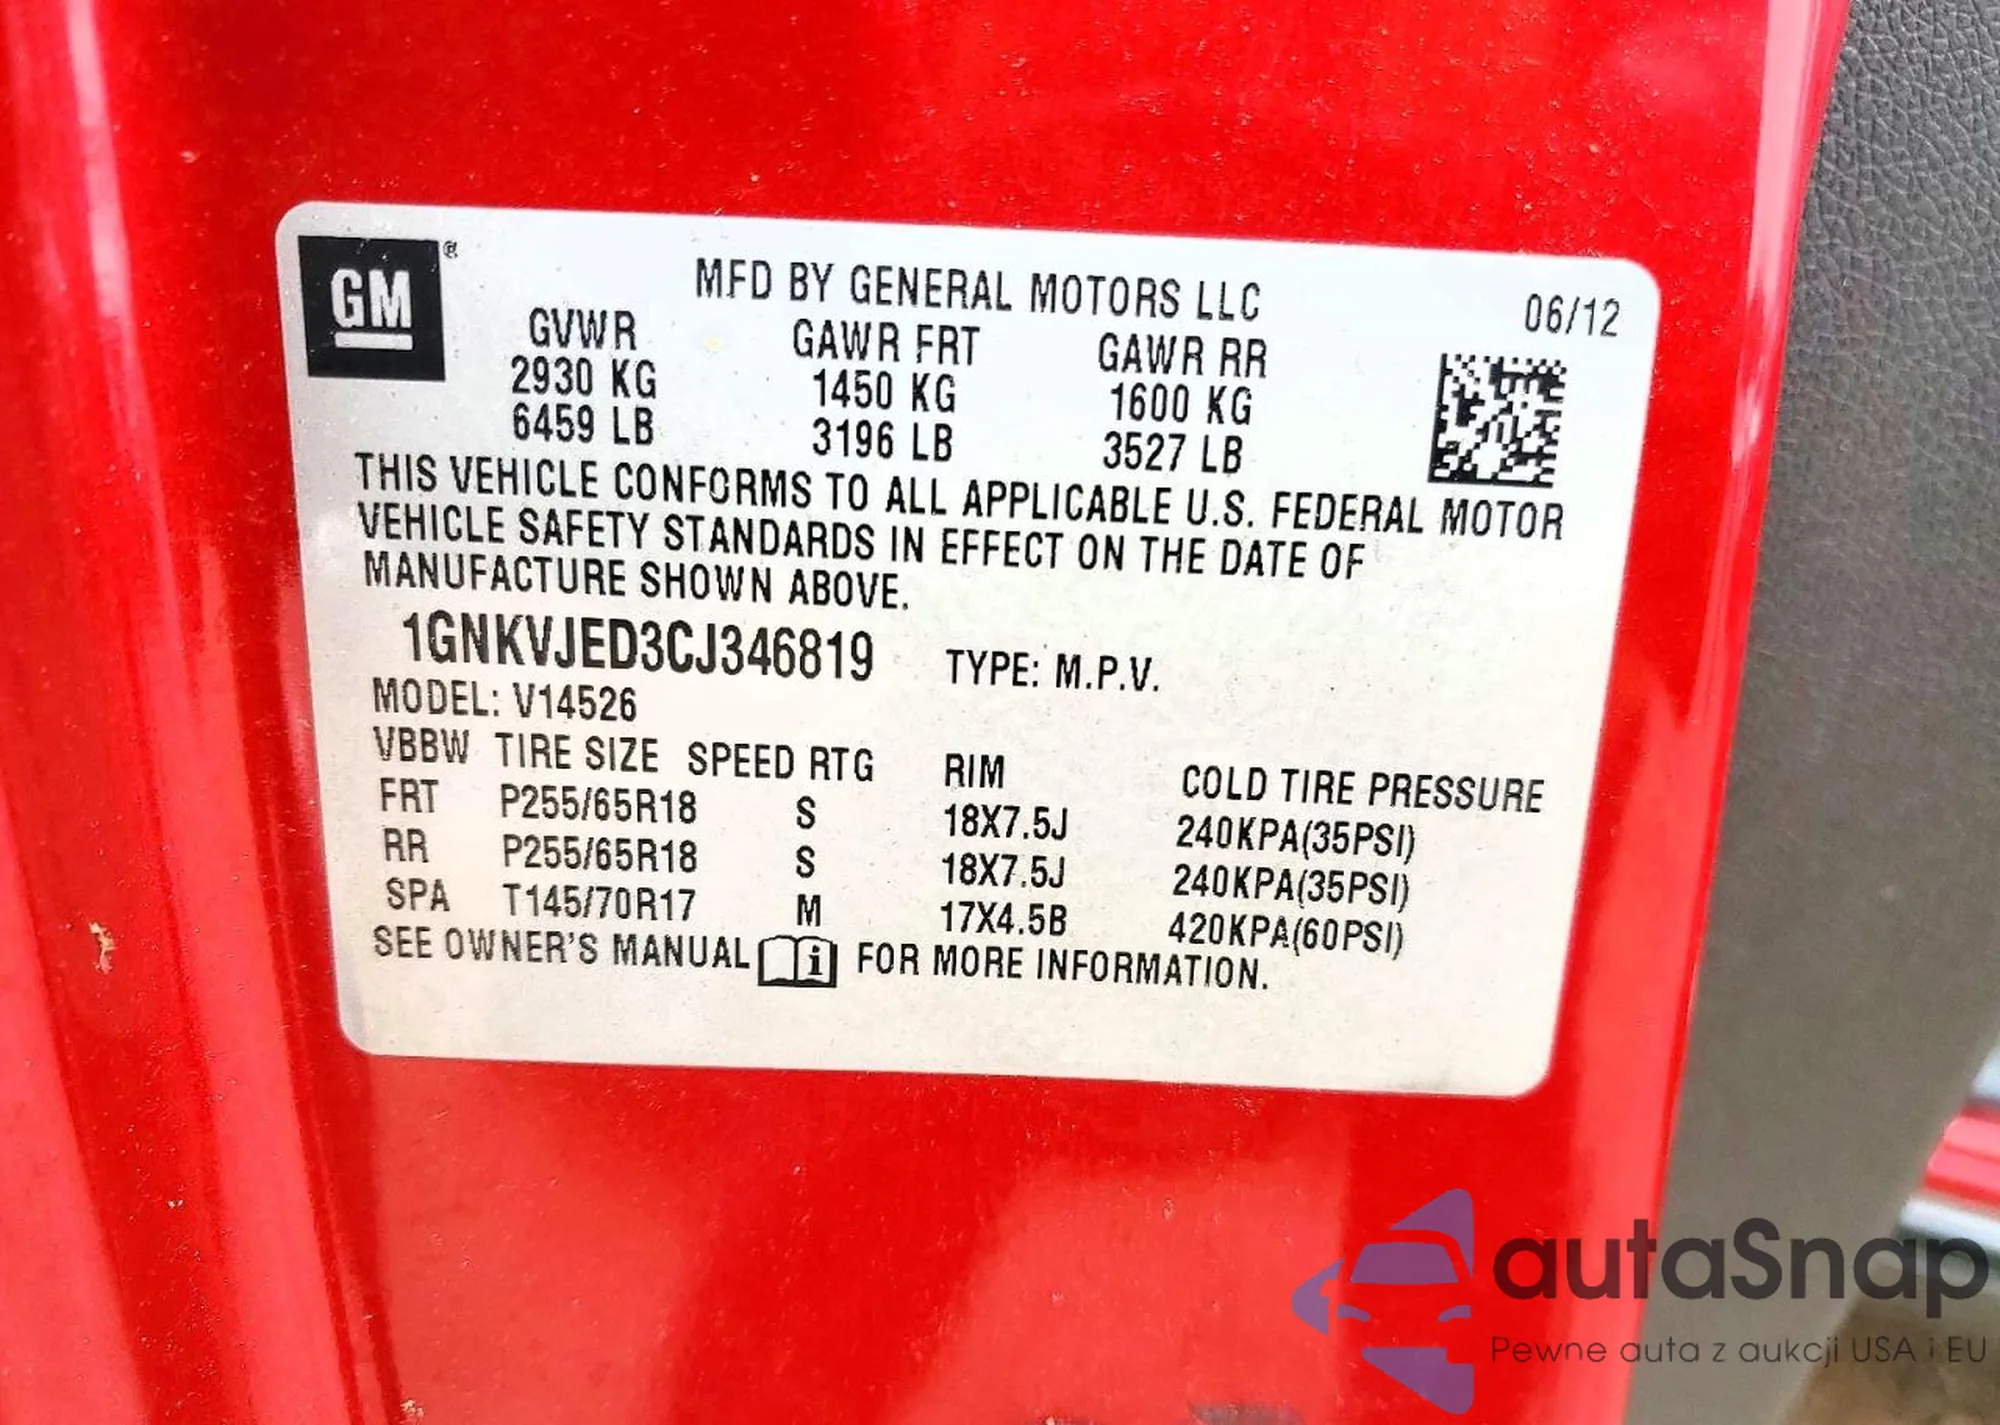 GM®
MFD BY GENERAL MOTORS LLC 06/12
GVWR GAWR FRT GAWR RR
2930 KG 1450 KG 1600 KG
6459 LB 3196 LB 3527 LB
THIS VEHICLE CONFORMS TO ALL APPLICABLE U.S. FEDERAL MOTOR
VEHICLE SAFETY STANDARDS IN EFFECT ON THE DATE OF
MANUFACTURE SHOWN ABOVE.
1GNKVJED3CJ346819 TYPE: M.P.V.
MODEL: V14526
VBBW TIRE SIZE SPEED RTG RIM COLD TIRE PRESSURE
FRT P255/65R18 S 18X7.5J 240KPA(35PSI)
RR P255/65R18 S 18X7.5J 240KPA(35PSI)
SPA T145/70R17 M 17X4.5B 420KPA(60PSI)
SEE OWNER'S MANUAL i FOR MORE INFORMATION.
autaSnap
Pewne auta z aukcji USA i EU